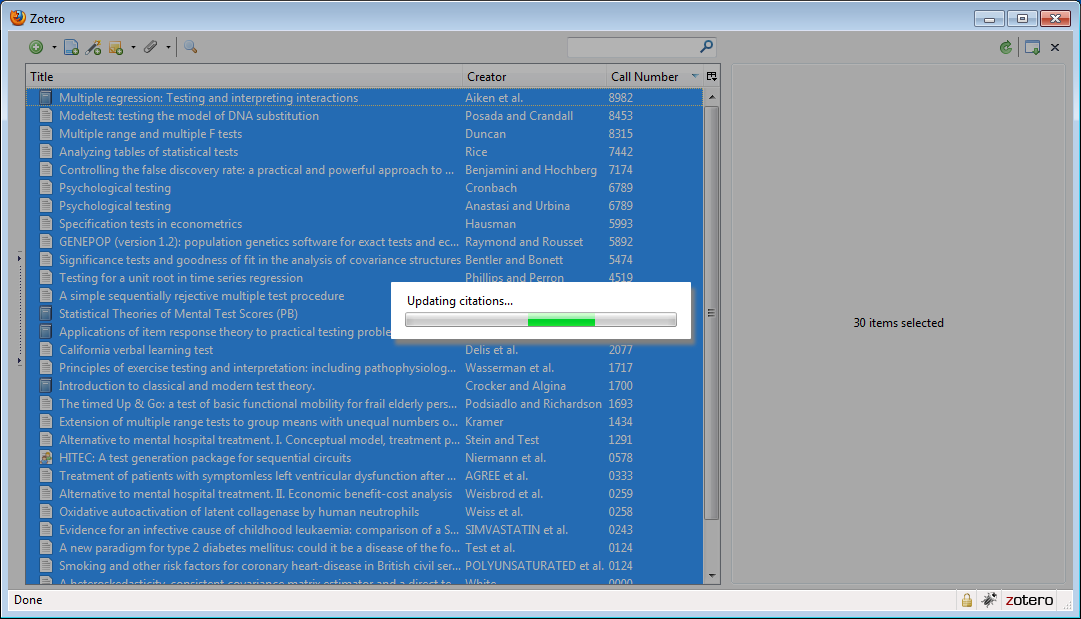 Zotero
Title Creator Call Number
Multiple regression: Testing and interpreting interactions Aiken et al. 8982
Modeltest: testing the model of DNA substitution Posada and Crandall 8453
Multiple range and multiple F tests Duncan 8315
Analyzing tables of statistical tests Rice 7442
Controlling the false discovery rate: a practical and powerful approach to ... Benjamini and Hochberg 7174
Psychological testing Cronbach 6789
Psychological testing Anastasi and Urbina 6789
Specification tests in econometrics Hausman 5993
GENEPOP (version 1.2): population genetics software for exact tests and ec... Raymond and Rousset 5892
Significance tests and goodness of fit in the analysis of covariance structures Bentler and Bonett 5474
Testing for a unit root in time series regression Phillips and Perron 4519
A simple sequentially rejective multiple test procedure
Updating citations...
Statistical Theories of Mental Test Scores (PB)
30 items selected
Applications of item response theory to practical testing proble
California verbal learning test Delis et al. 2077
Principles of exercise testing and interpretation: including pathophysiolog... Wasserman et al. 1717
Introduction to classical and modern test theory. Crocker and Algina 1700
The timed Up & Go: a test of basic functional mobility for frail elderly pers... Podsiadlo and Richardson 1693
Extension of multiple range tests to group means with unequal numbers o... Kramer 1434
Alternative to mental hospital treatment. I. Conceptual model, treatment p... Stein and Test 1291
HITEC: A test generation package for sequential circuits Niermann et al. 0578
Treatment of patients with symptomless left ventricular dysfunction after ... AGREE et al. 0333
Alternative to mental hospital treatment. II. Economic benefit-cost analysis Weisbrod et al. 0259
Oxidative autoactivation of latent collagenase by human neutrophils Weiss et al. 0258
Evidence for an infective cause of childhood leukaemia: comparison of a S... SIMVASTATIN et al. 0243
A new paradigm for type 2 diabetes mellitus: could it be a disease of the fo... Test et al. 0124
Smoking and other risk factors for coronary heart-disease in British civil ser... POLYUNSATURATED et al. 0124
A heteroskedasticity-consistent covariance matrix estimator and a direct te... White 0000
Done zotero